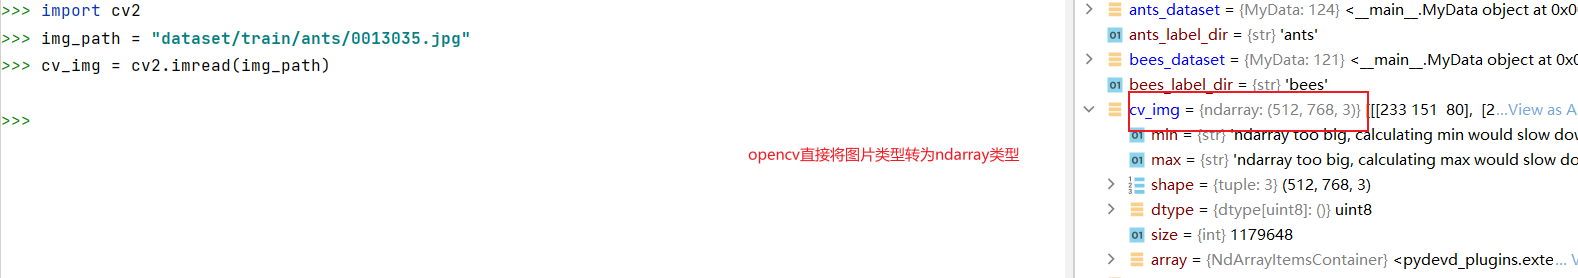 >>> import cv2
>>> img_path = "dataset/train/ants/0013035.jpg"
>>> cv_img = cv2.imread(img_path)
>>>
opencv直接将图片类型转为ndarray类型
ants_dataset = {MyData: 124} <__main__.MyData object at 0x0
01 ants_label_dir = {str} 'ants'
bees_dataset = {MyData: 121} <__main__.MyData object at 0x0
01 bees_label_dir = {str} 'bees'
cv_img = {ndarray: (512, 768, 3)} [[[233 151  80],  [2...View as A
01 min = {str} 'ndarray too big, calculating min would slow dov
01 max = {str} 'ndarray too big, calculating max would slow do
shape = {tuple: 3} (512, 768, 3)
dtype = {dtype[uint8]: ()} uint8
01 size = {int} 1179648
array = {NdArrayItemsContainer} <pydevd_plugins.exte... V